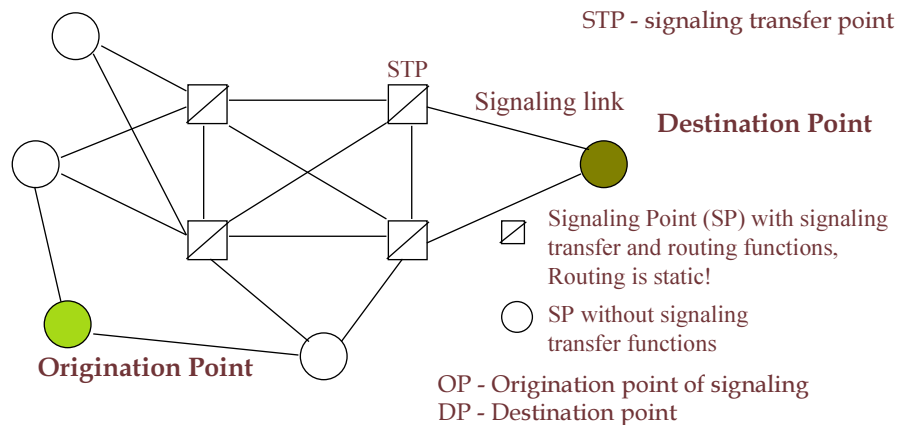 STP - signaling transfer point
STP
Signaling link
Destination Point
Signaling Point (SP) with signaling
transfer and routing functions,
Routing is static!
SP without signaling
transfer functions
Origination Point
OP - Origination point of signaling
DP - Destination point